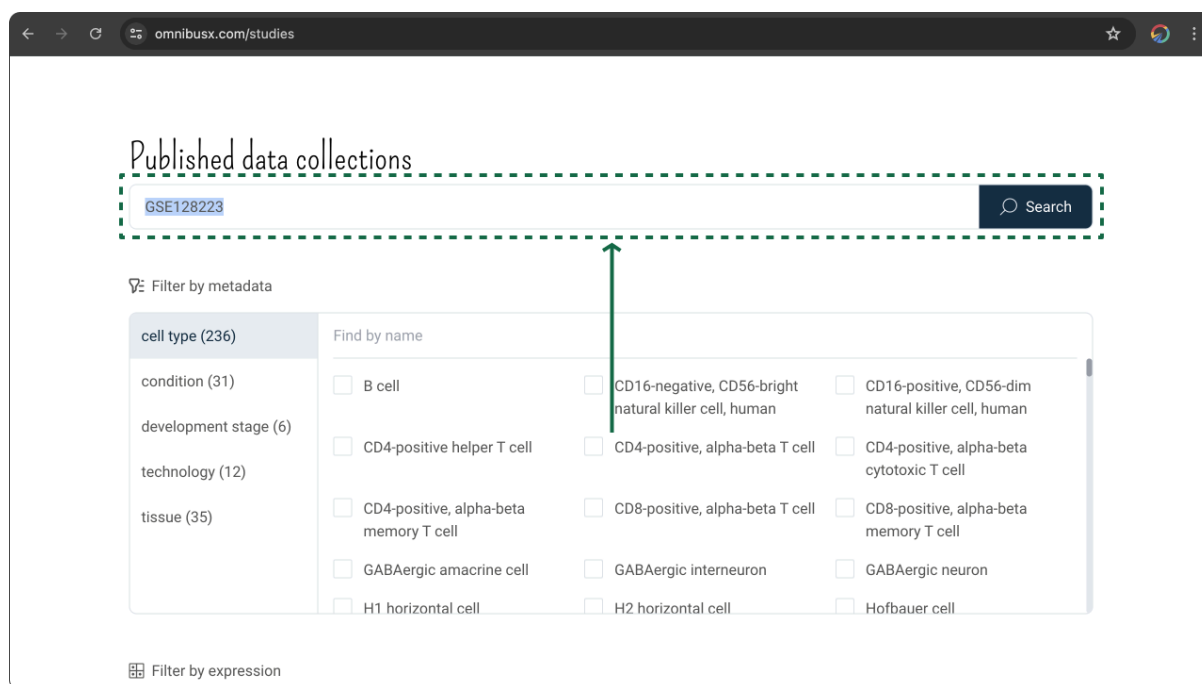 omnibusx.com/studies
Published data collections
GSE128223
Search
Filter by metadata
cell type (236)
Find by name
condition (31)
development stage (6)
technology (12)
tissue (35)
B cell
CD16-negative, CD56-bright
natural killer cell, human
CD16-positive, CD56-dim
natural killer cell, human
CD4-positive helper T cell
CD4-positive, alpha-beta T cell
CD4-positive, alpha-beta
cytotoxic T cell
CD4-positive, alpha-beta
memory T cell
CD8-positive, alpha-beta T cell
CD8-positive, alpha-beta
memory T cell
GABAergic amacrine cell
GABAergic interneuron
GABAergic neuron
H1 horizontal cell
H2 horizontal cell
Hofbauer cell
Filter by expression